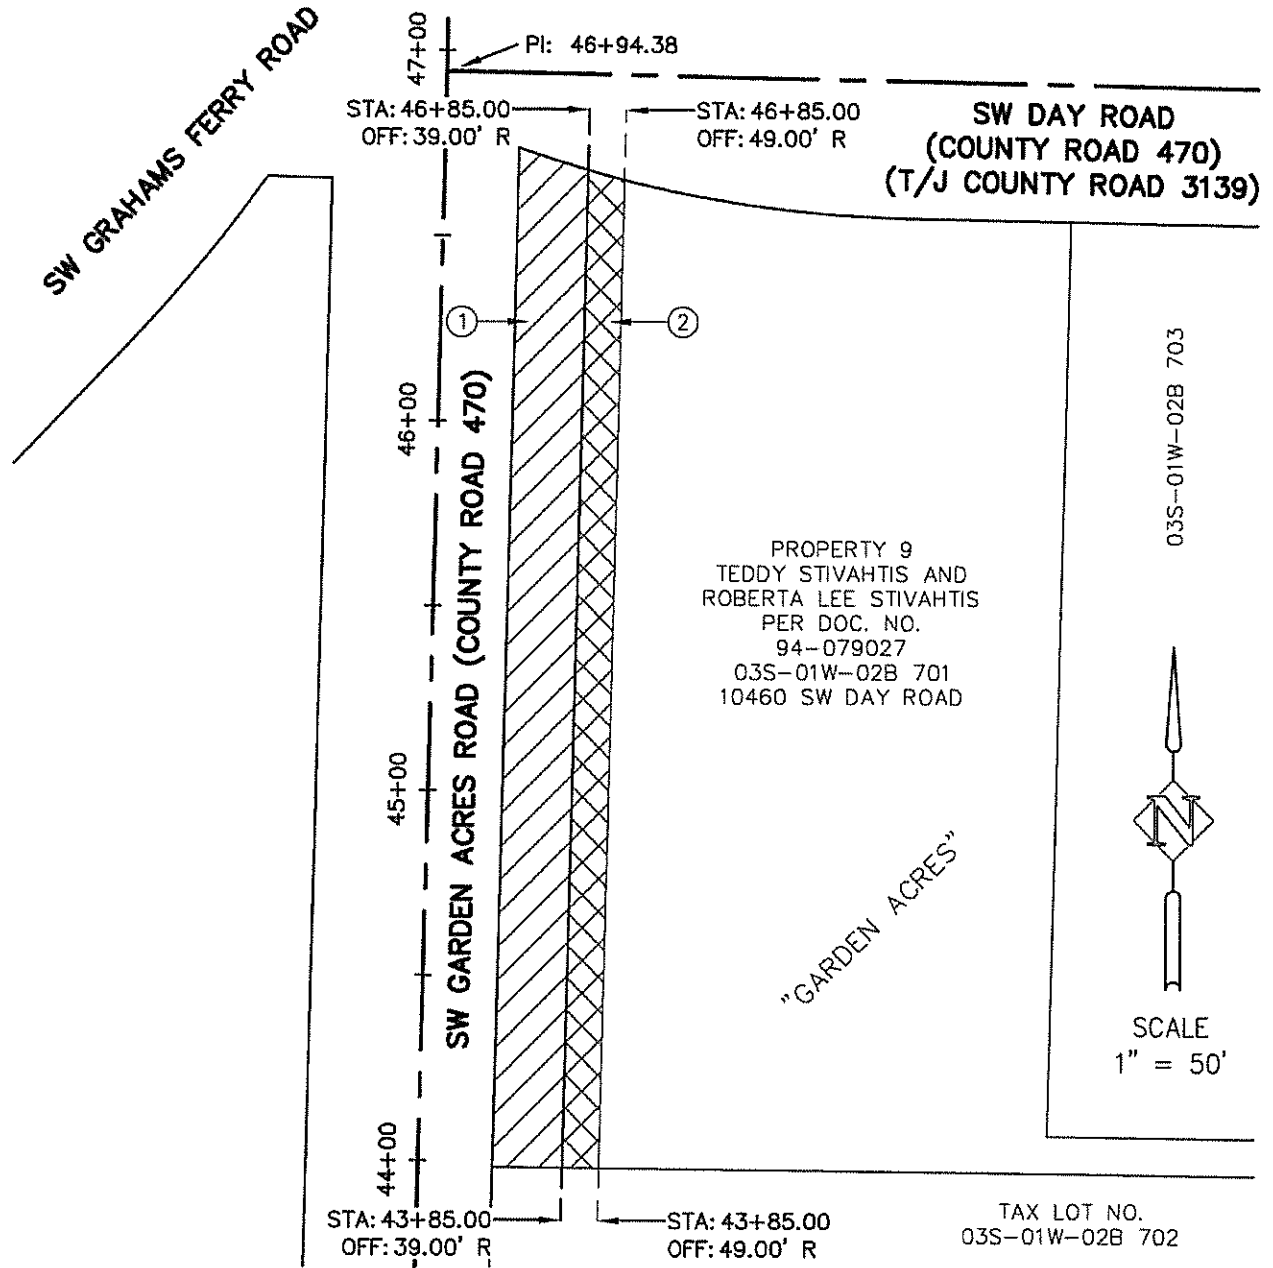 SW GRAHAMS FERRY ROAD
47+00
PI: 46+94.38
STA: 46+85.00
OFF: 39.00' R
STA: 46+85.00
OFF: 49.00' R
SW DAY ROAD
(COUNTY ROAD 470)
(T/J COUNTY ROAD 3139)
1
2
46+00
SW GARDEN ACRES ROAD (COUNTY ROAD 470)
03S-01W-02B 703
PROPERTY 9
TEDDY STIVAHTIS AND
ROBERTA LEE STIVAHTIS
PER DOC. NO.
94-079027
03S-01W-02B 701
10460 SW DAY ROAD
45+00
"GARDEN ACRES"
N
SCALE
1" = 50'
44+00
STA: 43+85.00
OFF: 39.00' R
STA: 43+85.00
OFF: 49.00' R
TAX LOT NO.
03S-01W-02B 702